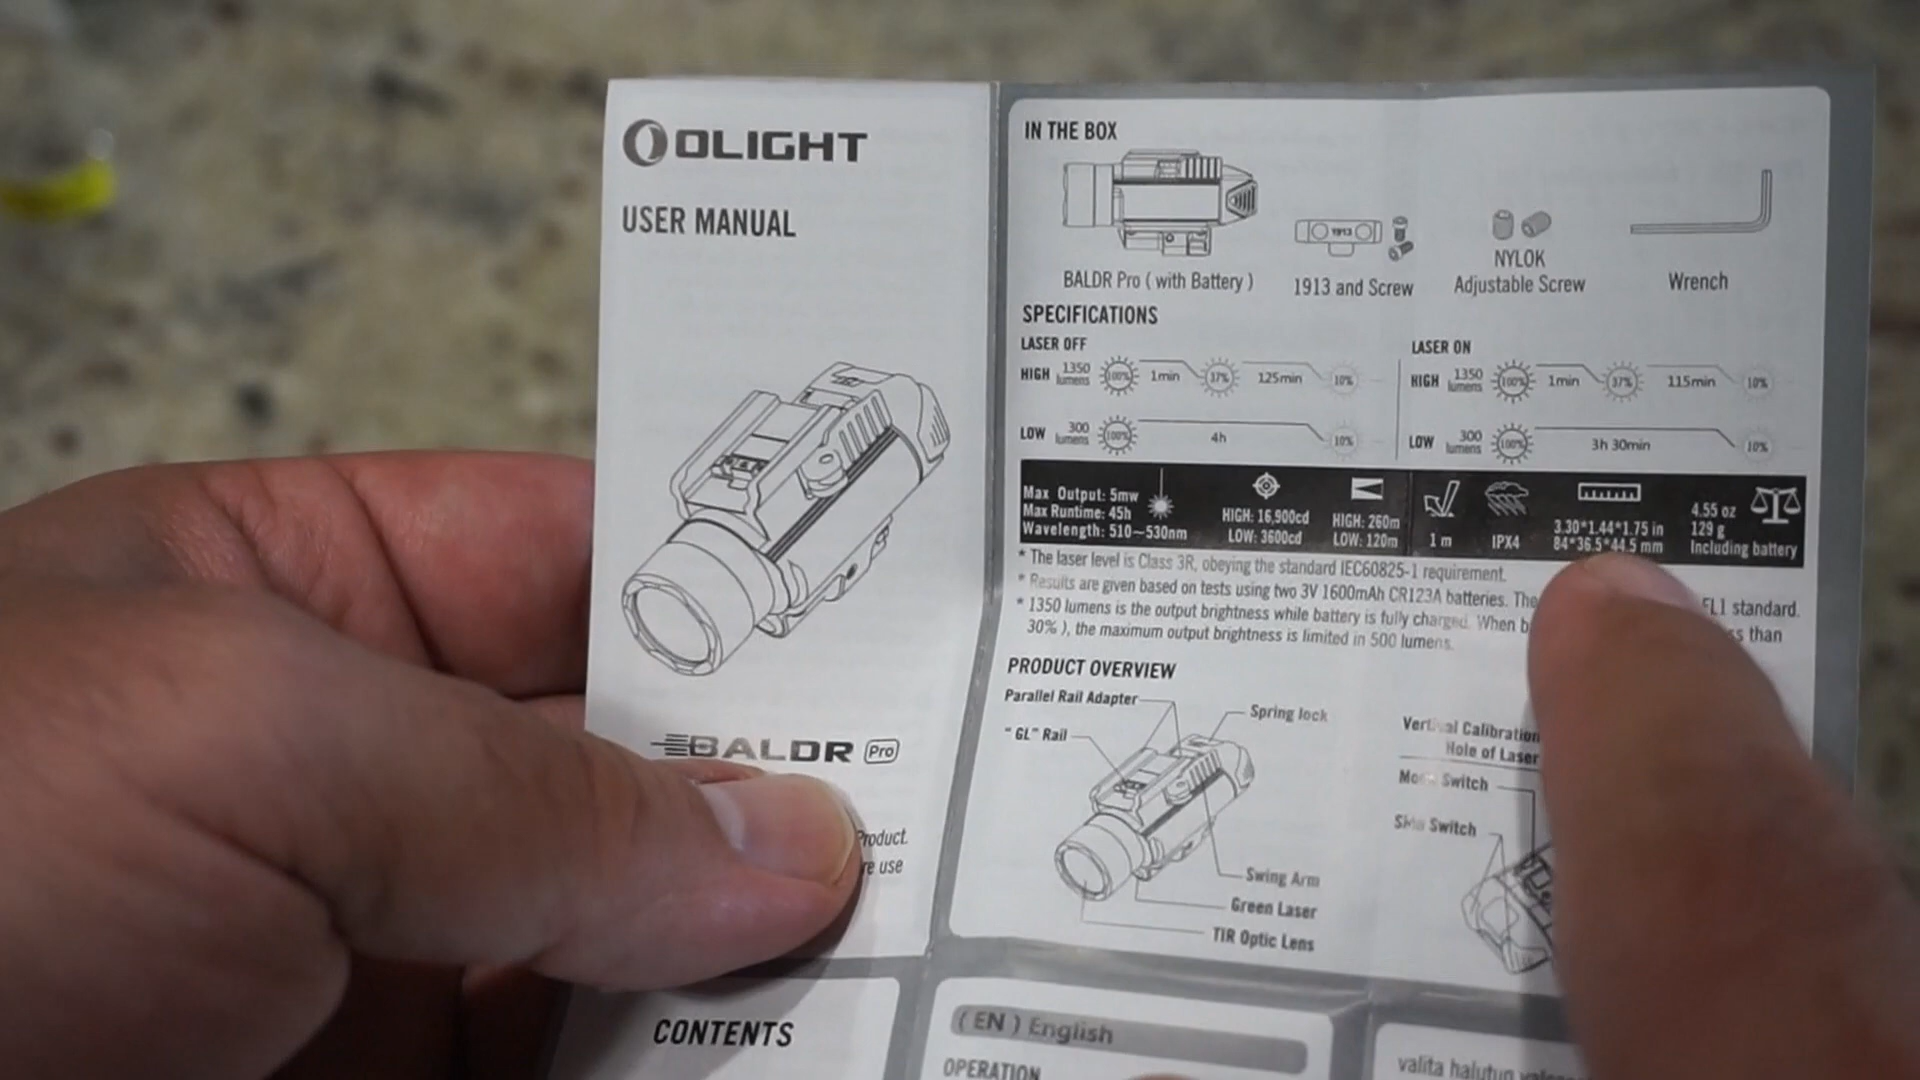 OLIGHT
USER MANUAL
BALDR Pro
Product.
use
CONTENTS
IN THE BOX
1913
BALDR Pro ( with Battery )
1913 and Screw
NYLOK
Adjustable Screw
Wrench
SPECIFICATIONS
LASER OFF
HIGH 1350 lumens 100% 1min 37% 125min 10%
LOW 300 lumens 100% 4h 10%
LASER ON
HIGH 1350 lumens 100% 1min 37% 115min 10%
LOW 300 lumens 100% 3h 30min 10%
Max Output: 5mw
Max Runtime: 45h
Wavelength: 510~530nm
HIGH: 16,900cd
LOW: 3600cd
HIGH: 260m
LOW: 120m
1 m
IPX4
3.30*1.44*1.75 in
84*36.5*44.5 mm
4.55 oz
129 g
Including battery
* The laser level is Class 3R, obeying the standard IEC60825-1 requirement.
* Results are given based on tests using two 3V 1600mAh CR123A batteries. The FL1 standard.
* 1350 lumens is the output brightness while battery is fully charged. When than
30% ), the maximum output brightness is limited in 500 lumens.
PRODUCT OVERVIEW
Parallel Rail Adapter
"GL" Rail
Spring lock
Swing Arm
Green Laser
TIR Optic Lens
Vertical Calibration
Hole of Laser
Switch
Switch
( EN ) English
OPERATION
valita halutun